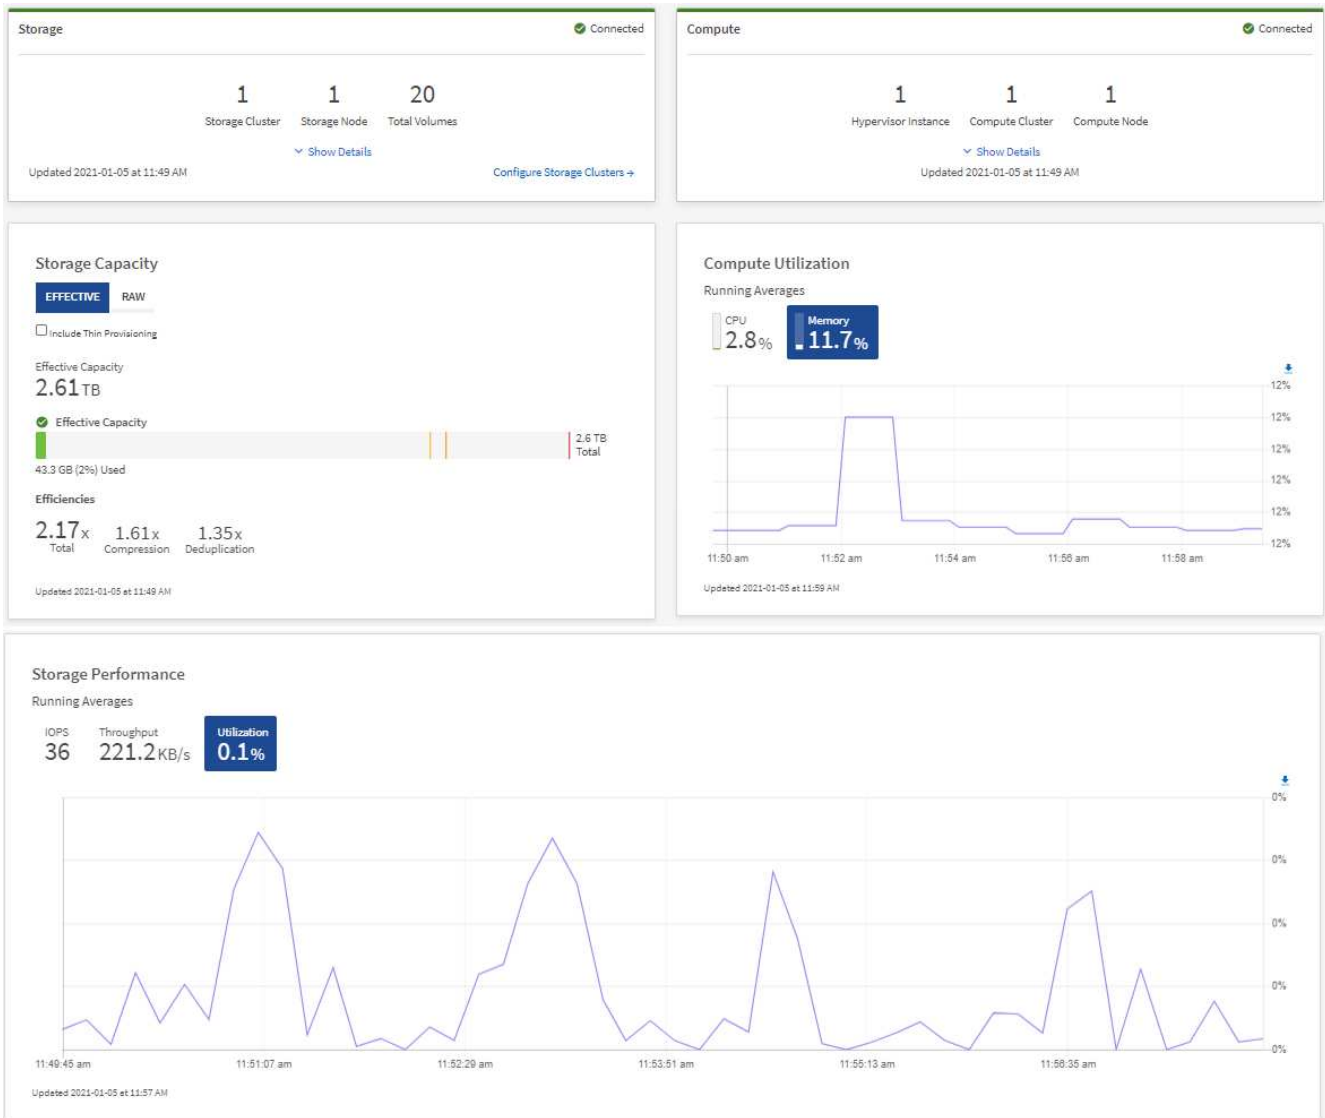 Storage
Connected
1 1 20
Storage Cluster Storage Node Total Volumes
Show Details
Updated 2021-01-05 at 11:49 AM
Configure Storage Clusters →
Compute
Connected
1 1 1
Hypervisor Instance Compute Cluster Compute Node
Show Details
Updated 2021-01-05 at 11:49 AM
Storage Capacity
EFFECTIVE RAW
Include Thin Provisioning
Effective Capacity
2.61 TB
Effective Capacity
2.6 TB
Total
43.3 GB (2%) Used
Efficiencies
2.17x 1.61x 1.35x
Total Compression Deduplication
Updated 2021-01-05 at 11:49 AM
Compute Utilization
Running Averages
CPU
2.8%
Memory
11.7%
12%
12%
12%
12%
12%
12%
11:50 am 11:52 am 11:54 am 11:56 am 11:58 am
Updated 2021-01-05 at 11:59 AM
Storage Performance
Running Averages
IOPS Throughput Utilization
36 221.2 KB/s 0.1%
0%
0%
0%
0%
0%
11:49:45 am 11:51:07 am 11:52:29 am 11:53:51 am 11:55:13 am 11:56:35 am
Updated 2021-01-05 at 11:57 AM